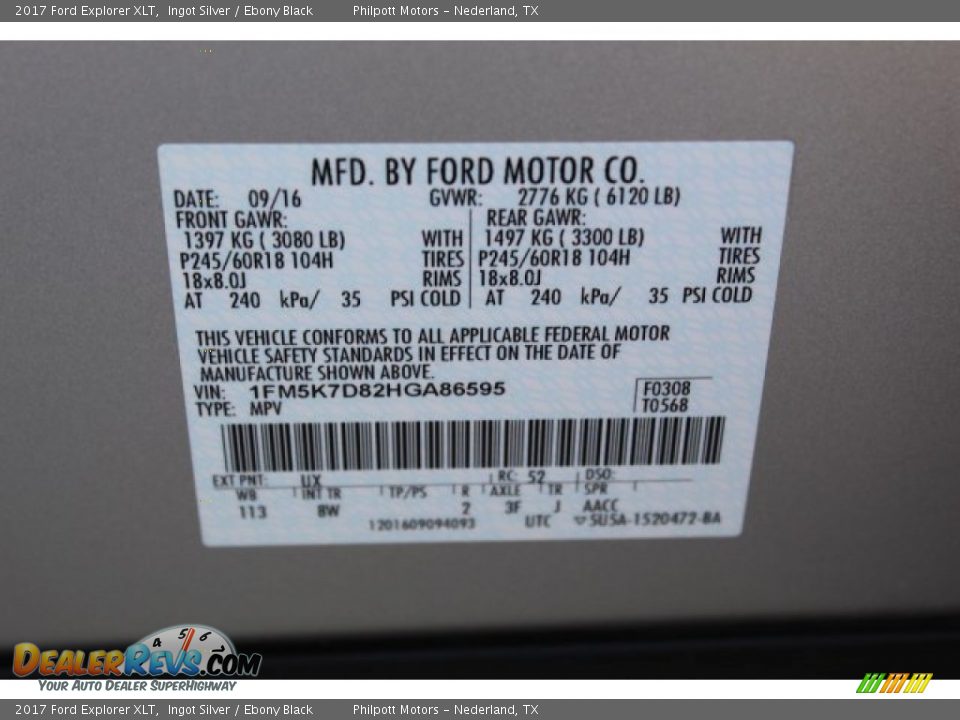 2017 Ford Explorer XLT, Ingot Silver / Ebony Black Philpott Motors - Nederland, TX
MFD. BY FORD MOTOR CO.
DATE: 09/16 GVWR: 2776 KG ( 6120 LB)
FRONT GAWR: REAR GAWR:
1397 KG ( 3080 LB) WITH 1497 KG ( 3300 LB) WITH
P245/60R18 104H TIRES P245/60R18 104H TIRES
18x8.0J RIMS 18x8.0J RIMS
AT 240 kPa/ 35 PSI COLD AT 240 kPa/ 35 PSI COLD
THIS VEHICLE CONFORMS TO ALL APPLICABLE FEDERAL MOTOR
VEHICLE SAFETY STANDARDS IN EFFECT ON THE DATE OF
MANUFACTURE SHOWN ABOVE.
VIN: 1FM5K7D82HGA86595 F0308
TYPE: MPV T0568
EXT PNT: UX RC: 52 DSO:
WB INT TR TP/PS R AXLE TR SPR
113 8W 2 3F J AACC
1201609094093 UTC 5U5A-1520472-BA
4 5 6
DEALERREVS.COM
YOUR AUTO DEALER SUPERHIGHWAY
2017 Ford Explorer XLT, Ingot Silver / Ebony Black Philpott Motors - Nederland, TX